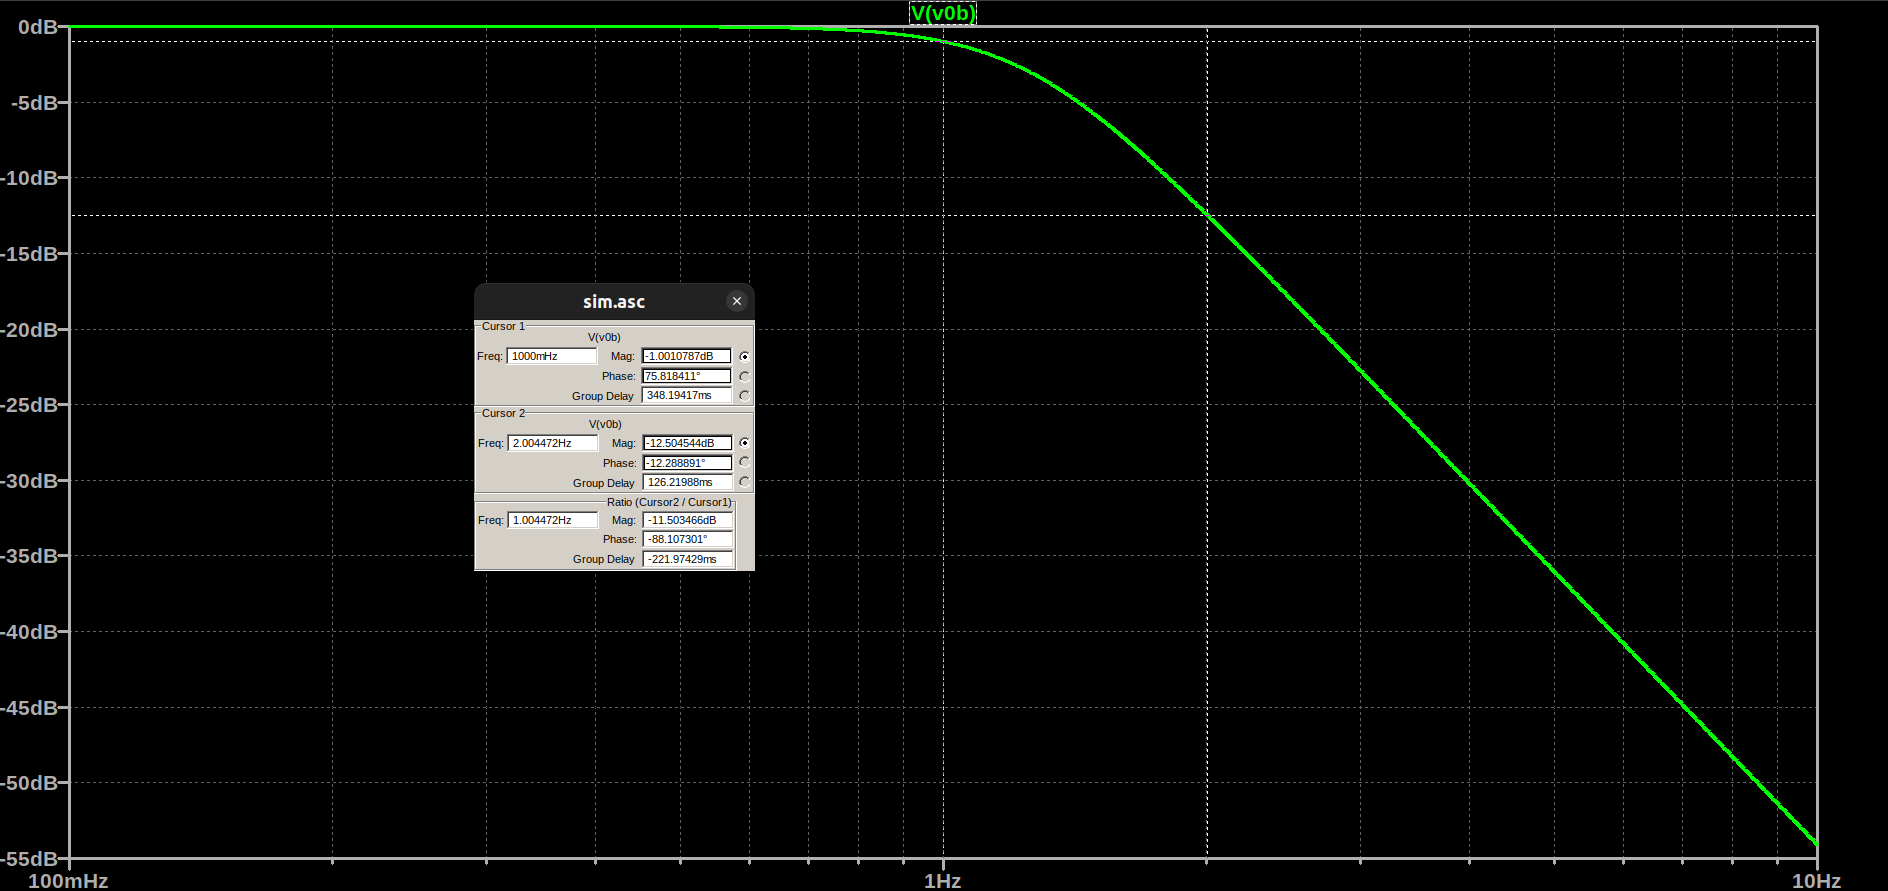 V(v0b)
0dB
-5dB
-10dB
-15dB
-20dB
-25dB
-30dB
-35dB
-40dB
-45dB
-50dB
-55dB
100mHz
1Hz
10Hz
sim.asc
Cursor 1
V(v0b)
Freq: 1000mHz Mag: -1.0010787dB
Phase: 75.818411°
Group Delay 348.19417ms
Cursor 2
V(v0b)
Freq: 2.004472Hz Mag: -12.504544dB
Phase: -12.288891°
Group Delay 126.21988ms
Ratio (Cursor2 / Cursor1)
Freq: 1.004472Hz Mag: -11.503466dB
Phase: -88.107301°
Group Delay -221.97429ms